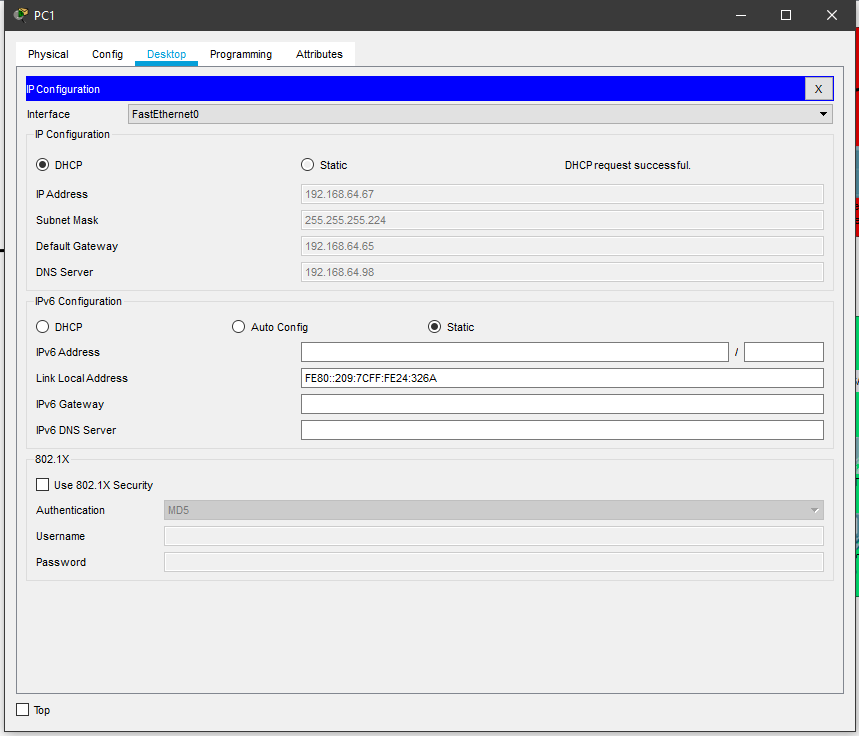 PC1
Physical Config Desktop Programming Attributes
IP Configuration X
Interface FastEthernet0
IP Configuration
DHCP Static DHCP request successful.
IP Address 192.168.64.67
Subnet Mask 255.255.255.224
Default Gateway 192.168.64.65
DNS Server 192.168.64.98
IPv6 Configuration
DHCP Auto Config Static
IPv6 Address /
Link Local Address FE80::209:7CFF:FE24:326A
IPv6 Gateway
IPv6 DNS Server
802.1X
Use 802.1X Security
Authentication MD5
Username
Password
Top